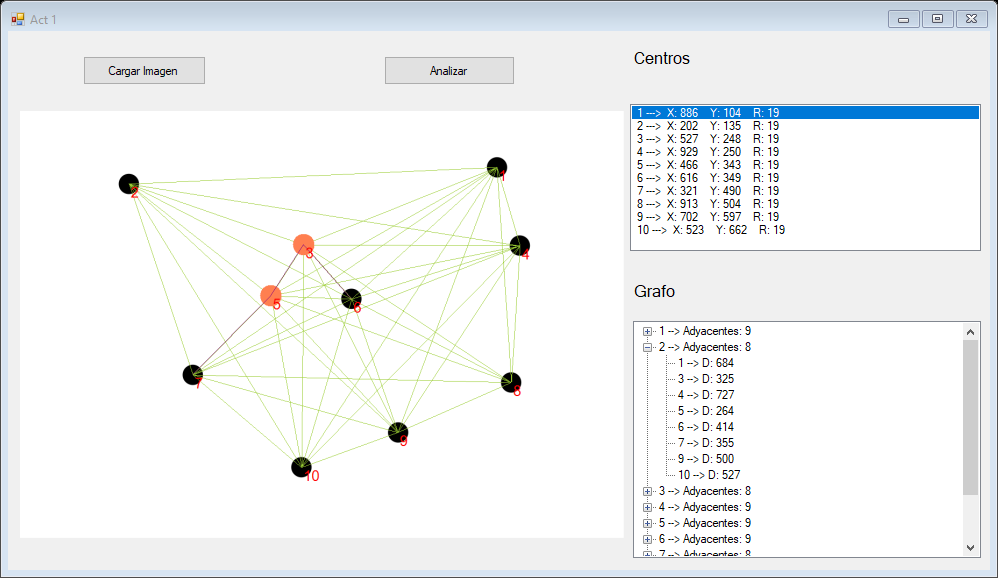 Act 1
Cargar Imagen
Analizar
Centros
1 ---> X: 886 Y: 104 R: 19
2 ---> X: 202 Y: 135 R: 19
3 ---> X: 527 Y: 248 R: 19
4 ---> X: 929 Y: 250 R: 19
5 ---> X: 466 Y: 343 R: 19
6 ---> X: 616 Y: 349 R: 19
7 ---> X: 321 Y: 490 R: 19
8 ---> X: 913 Y: 504 R: 19
9 ---> X: 702 Y: 597 R: 19
10 ---> X: 523 Y: 662 R: 19
1
2
3
4
5
6
7
8
9
10
Grafo
1 --> Adyacentes: 9
2 --> Adyacentes: 8
1 --> D: 684
3 --> D: 325
4 --> D: 727
5 --> D: 264
6 --> D: 414
7 --> D: 355
9 --> D: 500
10 --> D: 527
3 --> Adyacentes: 8
4 --> Adyacentes: 9
5 --> Adyacentes: 9
6 --> Adyacentes: 9
7 --> Adyacentes: 8